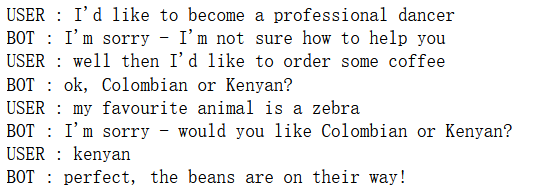 USER : I'd like to become a professional dancer
BOT : I'm sor– I'm not sure how to help you
USER : well then I'd like to order some coffee
BOT : ok, Colombian or Kenyan?
USER : my favourite animal is a zebra
BOT : I'm sorry – would you like Colombian or Kenyan?
USER : kenyan
BOT : perfect, the beans are on their way!